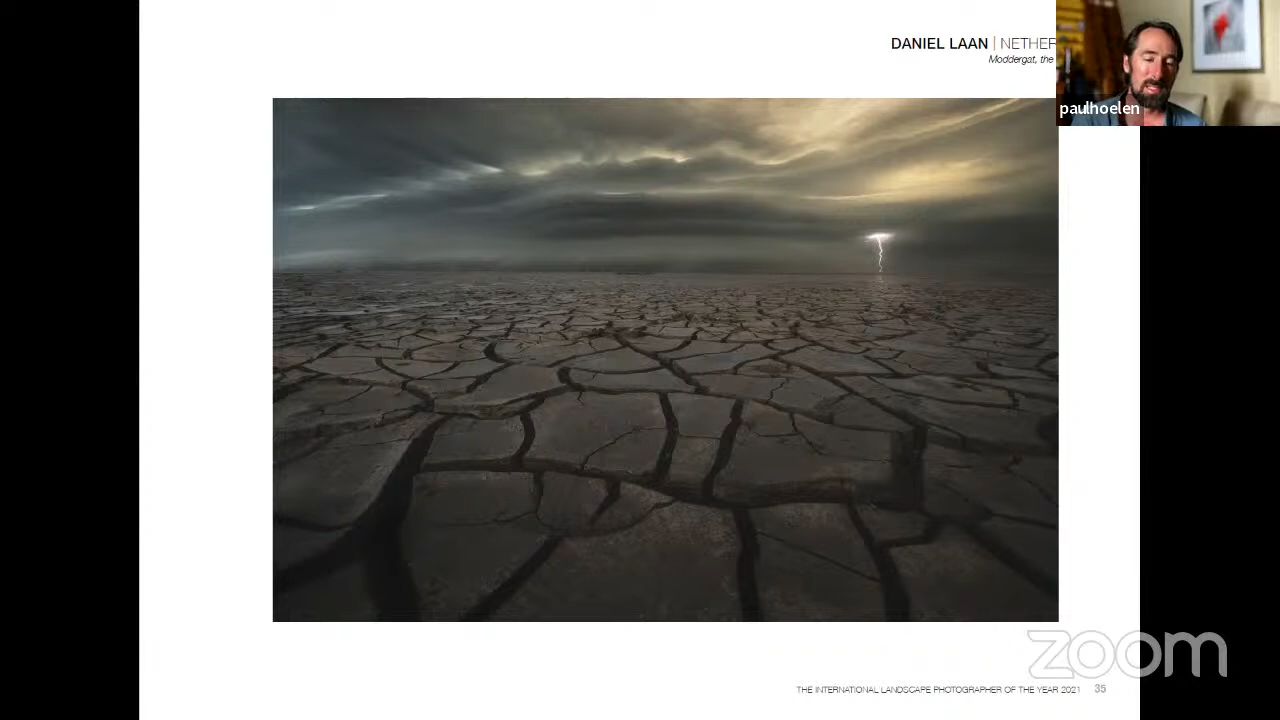 DANIEL LAAN | NETHER
Moddergat, the
paulhoelen
zoom
THE INTERNATIONAL LANDSCAPE PHOTOGRAPHER OF THE YEAR 2021 35